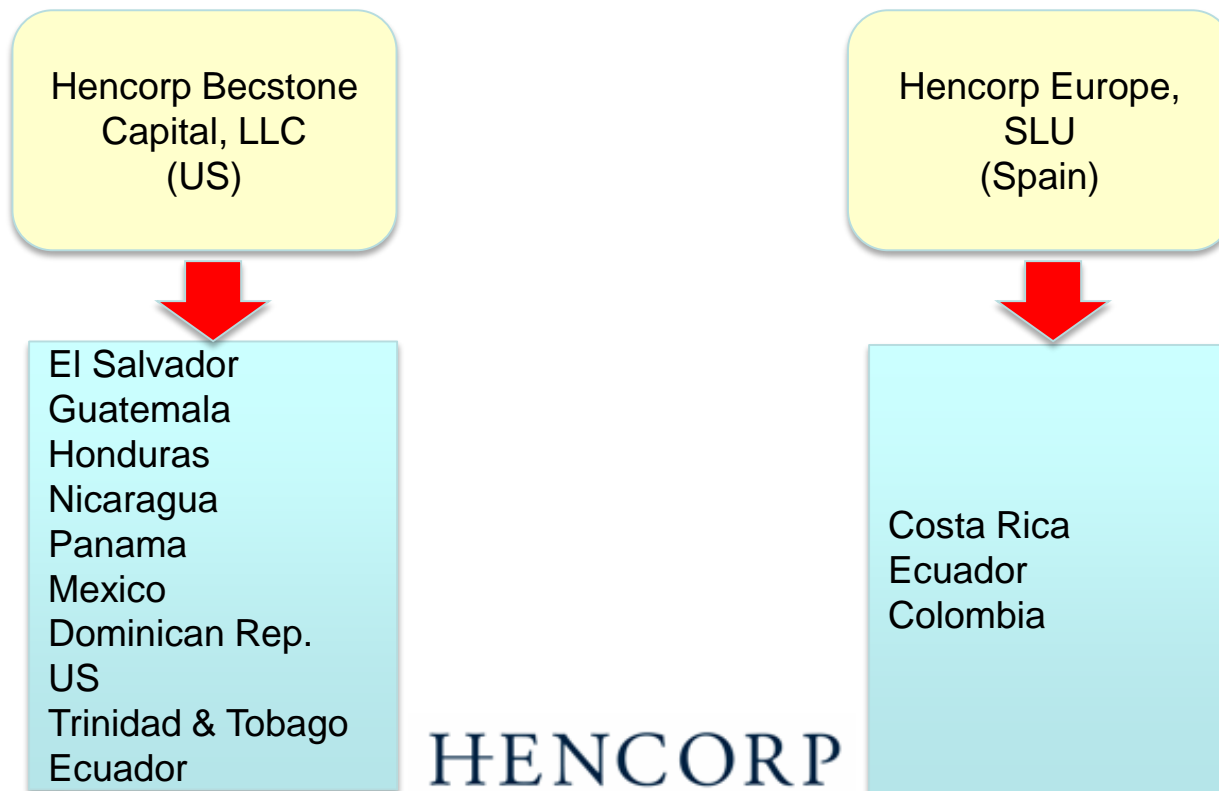 Hencorp Becstone
Capital, LLC
(US)
El Salvador
Guatemala
Honduras
Nicaragua
Panama
Mexico
Dominican Rep.
US
Trinidad & Tobago
Ecuador
Hencorp Europe,
SLU
(Spain)
Costa Rica
Ecuador
Colombia
HENCORP